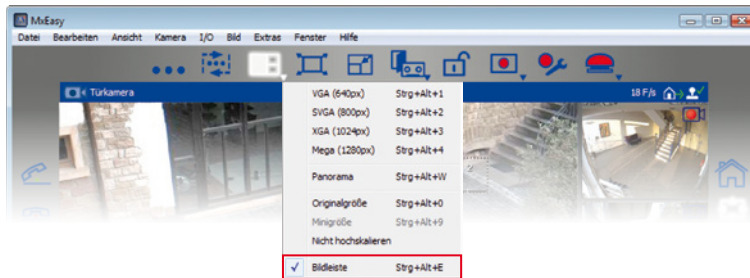 MxEasy
Datei Bearbeiten Ansicht Kamera I/O Bild Extras Fenster Hilfe
Türkamera
18 F/s
VGA (640px) Strg+Alt+1
SVGA (800px) Strg+Alt+2
XGA (1024px) Strg+Alt+3
Mega (1280px) Strg+Alt+4
Panorama Strg+Alt+W
Originalgröße Strg+Alt+0
Minigröße Strg+Alt+9
Nicht hochskalieren
Bildleiste Strg+Alt+E